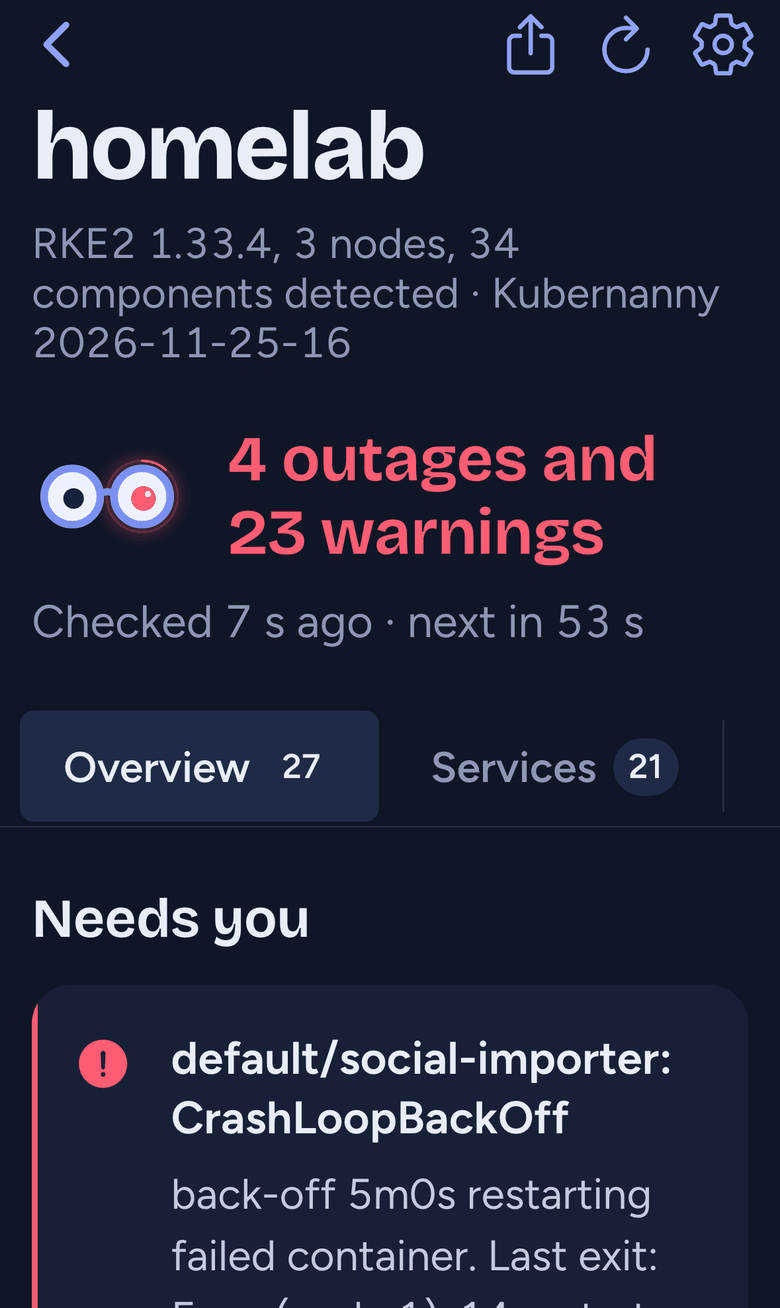 homelab
RKE2 1.33.4, 3 nodes, 34
components detected · Kubernanny
2026-11-25-16
4 outages and
23 warnings
Checked 7 s ago · next in 53 s
Overview 27 Services 21
Needs you
! default/social-importer:
CrashLoopBackOff
back-off 5m0s restarting
failed container. Last exit: